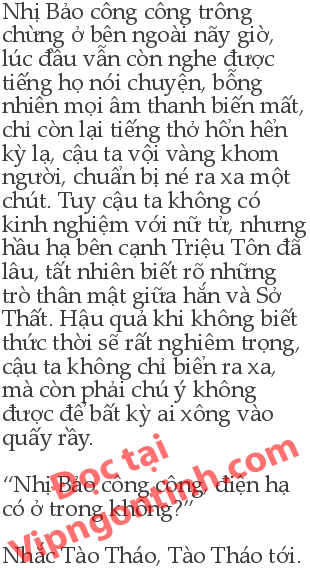 Nhị Bảo công công trông
chừng ở bên ngoài nãy giờ,
lúc đầu vẫn còn nghe được
tiếng họ nói chuyện, bỗng
nhiên mọi âm thanh biến mất,
chỉ còn lại tiếng thở hổn hển
kỳ lạ, cậu ta vội vàng khom
người, chuẩn bị né ra xa một
chút. Tuy cậu ta không có
kinh nghiệm với nữ tử, nhưng
hầu hạ bên cạnh Triệu Tôn đã
lâu, tất nhiên biết rõ những
trò thân mật giữa hắn và Sở
Thất. Hậu quả khi không biết
thức thời sẽ rất nghiêm trọng,
cậu ta không chỉ biến ra xa,
mà còn phải chú ý không
được để bất kỳ ai xông vào
quấy rầy.
“Nhị Bảo công công, điện hạ
có ở trong không?”
Nhắc Tào Tháo, Tào Tháo tới.
Đọc tại
Vipngontinh.com